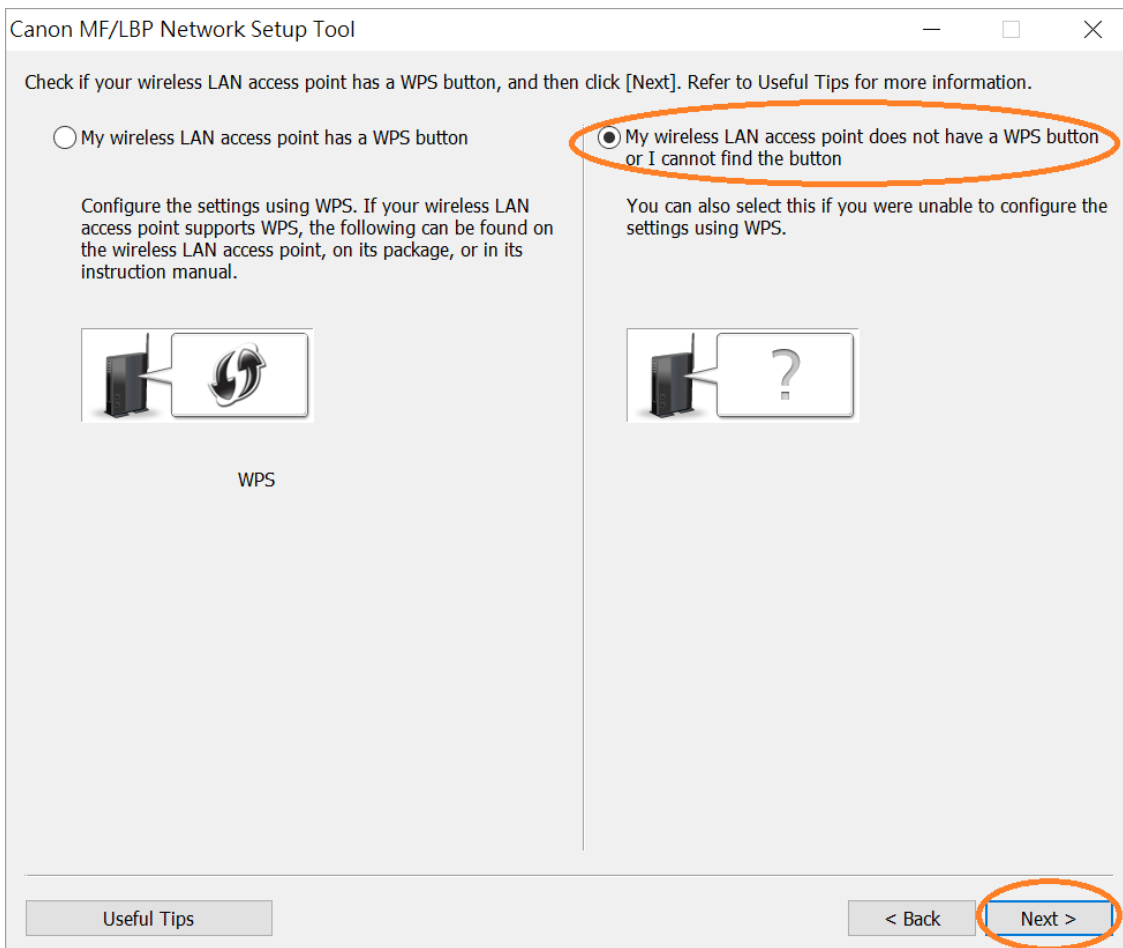 Canon MF/LBP Network Setup Tool
Check if your wireless LAN access point has a WPS button, and then click [Next]. Refer to Useful Tips for more information.
My wireless LAN access point has a WPS button
Configure the settings using WPS. If your wireless LAN
access point supports WPS, the following can be found on
the wireless LAN access point, on its package, or in its
instruction manual.
WPS
My wireless LAN access point does not have a WPS button
or I cannot find the button
You can also select this if you were unable to configure the
settings using WPS.
?
Useful Tips
< Back
Next >